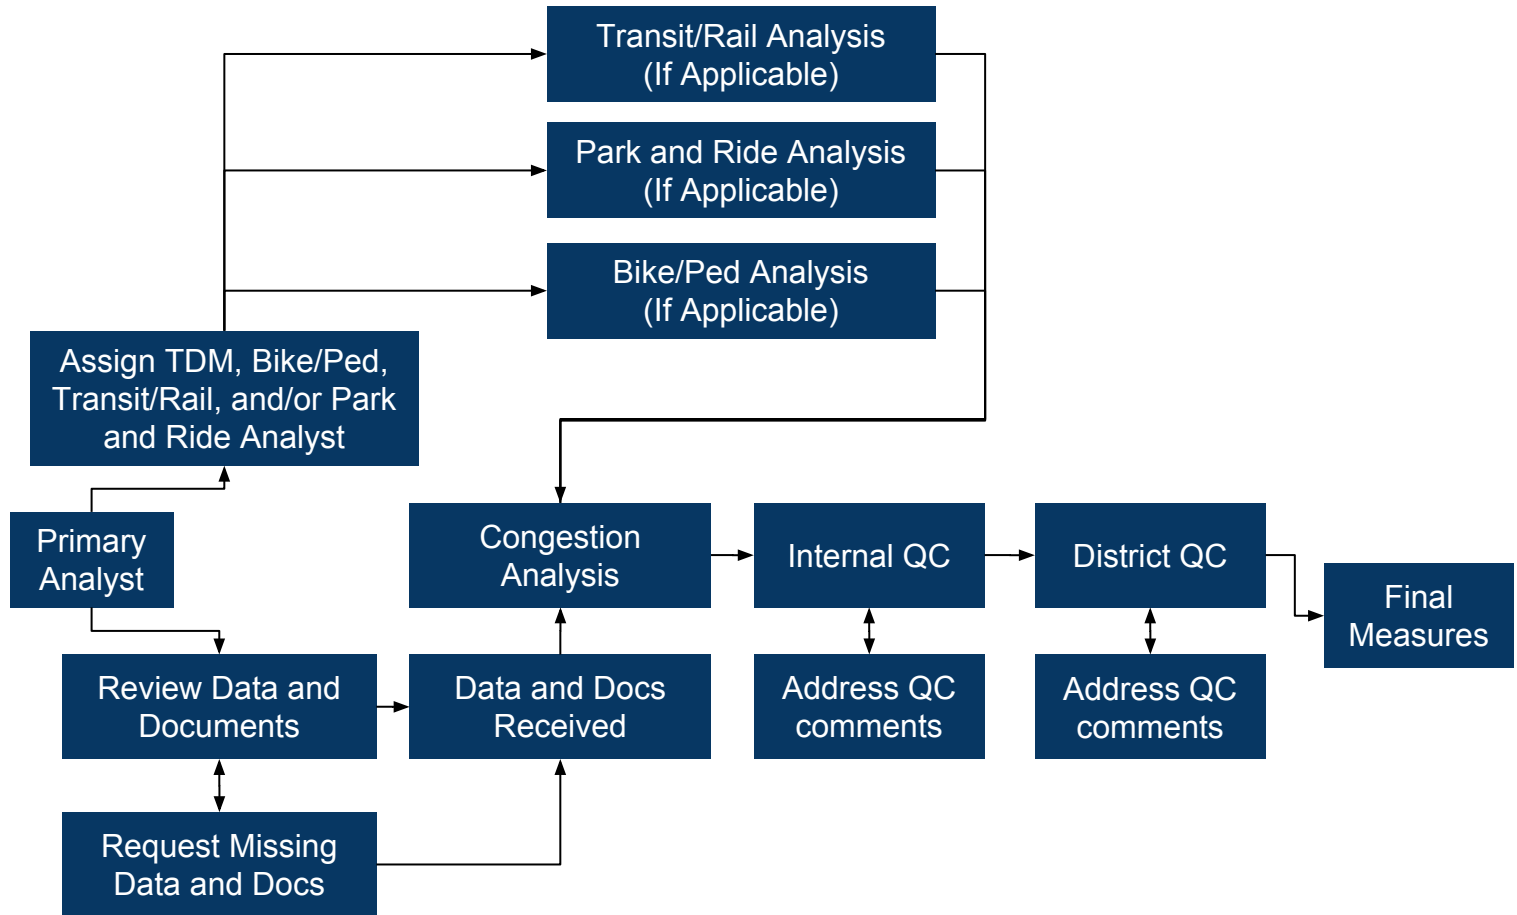 Transit/Rail Analysis
(If Applicable)
Park and Ride Analysis
(If Applicable)
Bike/Ped Analysis
(If Applicable)
Assign TDM, Bike/Ped,
Transit/Rail, and/or Park
and Ride Analyst
Primary
Analyst
Congestion
Analysis
Internal QC
District QC
Final
Measures
Review Data and
Documents
Data and Docs
Received
Address QC
comments
Address QC
comments
Request Missing
Data and Docs